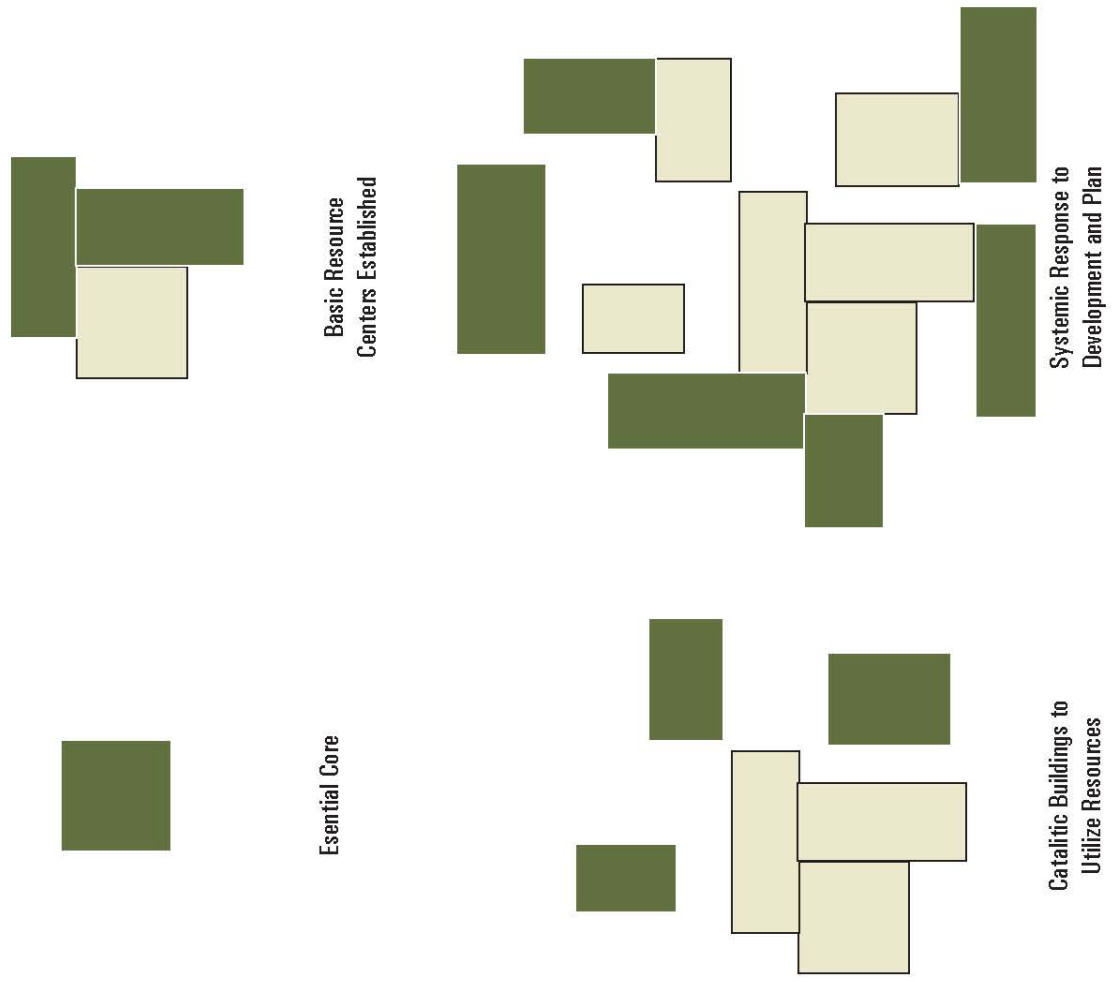 Esential Core
Basic Resource
Centers Established
Catalitic Buildings to
Utilize Resources
Systemic Response to
Development and Plan